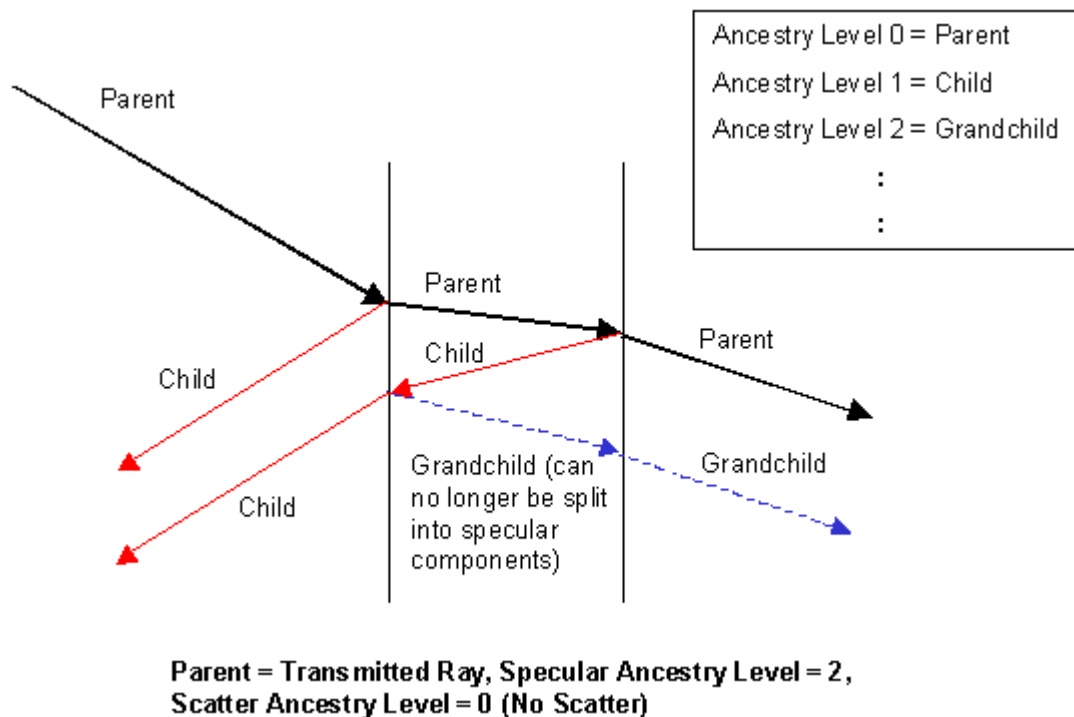 Ancestry Level 0 = Parent
Ancestry Level 1 = Child
Ancestry Level 2 = Grandchild
:
:
Parent
Parent
Parent
Child
Child
Child
Grandchild (can
no longer be split
into specular
components)
Grandchild
Parent = Transmitted Ray, Specular Ancestry Level = 2,
Scatter Ancestry Level = 0 (No Scatter)